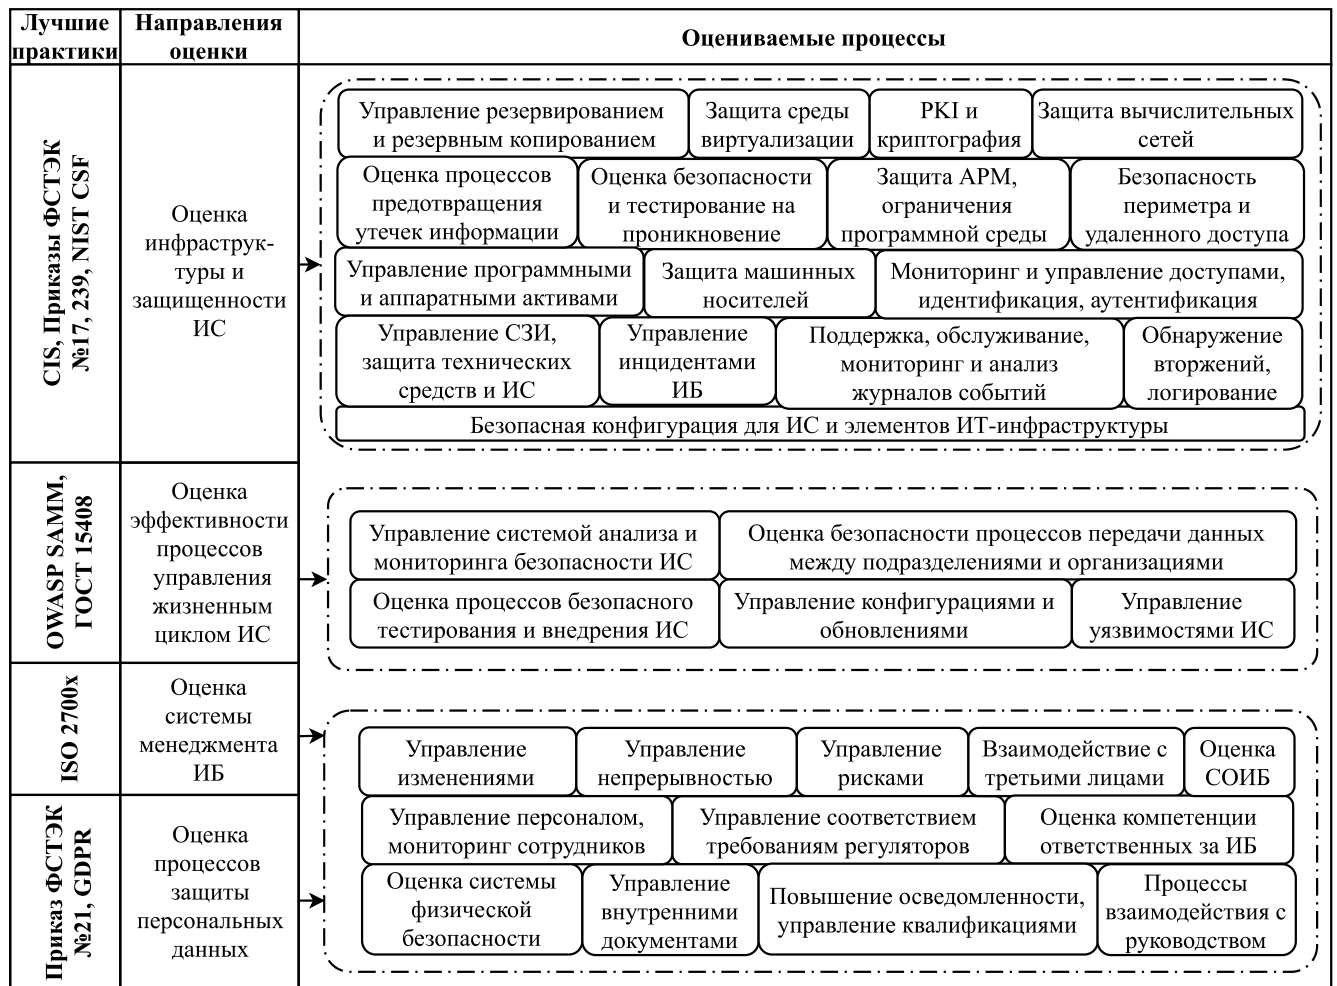 Лучшие
практики
Направления
оценки
Оцениваемые процессы
CIS, Приказы ФСТЭК
№17, 239, NIST CSF
Оценка
инфраструк-
туры и
защищенности
ИС
Управление резервированием
и резервным копированием
Защита среды
виртуализации
PKI и
криптография
Защита вычислительных
сетей
Оценка процессов
предотвращения
утечек информации
Оценка безопасности
и тестирование на
проникновение
Защита АРМ,
ограничения
программной среды
Безопасность
периметра и
удаленного доступа
Управление программными
и аппаратными активами
Защита машинных
носителей
Мониторинг и управление доступами,
идентификация, аутентификация
Управление СЗИ,
защита технических
средств и ИС
Управление
инцидентами
ИБ
Поддержка, обслуживание,
мониторинг и анализ
журналов событий
Обнаружение
вторжений,
логирование
Безопасная конфигурация для ИС и элементов ИТ-инфраструктуры
OWASP SAMM,
ГОСТ 15408
Оценка
эффективности
процессов
управления
жизненным
циклом ИС
Управление системой анализа и
мониторинга безопасности ИС
Оценка безопасности процессов передачи данных
между подразделениями и организациями
Оценка процессов безопасного
тестирования и внедрения ИС
Управление конфигурациями и
обновлениями
Управление
уязвимостями ИС
ISO 2700x
Оценка
системы
менеджмента
ИБ
Управление
изменениями
Управление
непрерывностью
Управление
рисками
Взаимодействие с
третьими лицами
Оценка
СОИБ
Приказ ФСТЭК
№21, GDPR
Оценка
процессов
защиты
персональных
данных
Управление персоналом,
мониторинг сотрудников
Управление соответствием
требованиям регуляторов
Оценка компетенции
ответственных за ИБ
Оценка системы
физической
безопасности
Управление
внутренними
документами
Повышение осведомленности,
управление квалификациями
Процессы
взаимодействия с
руководством